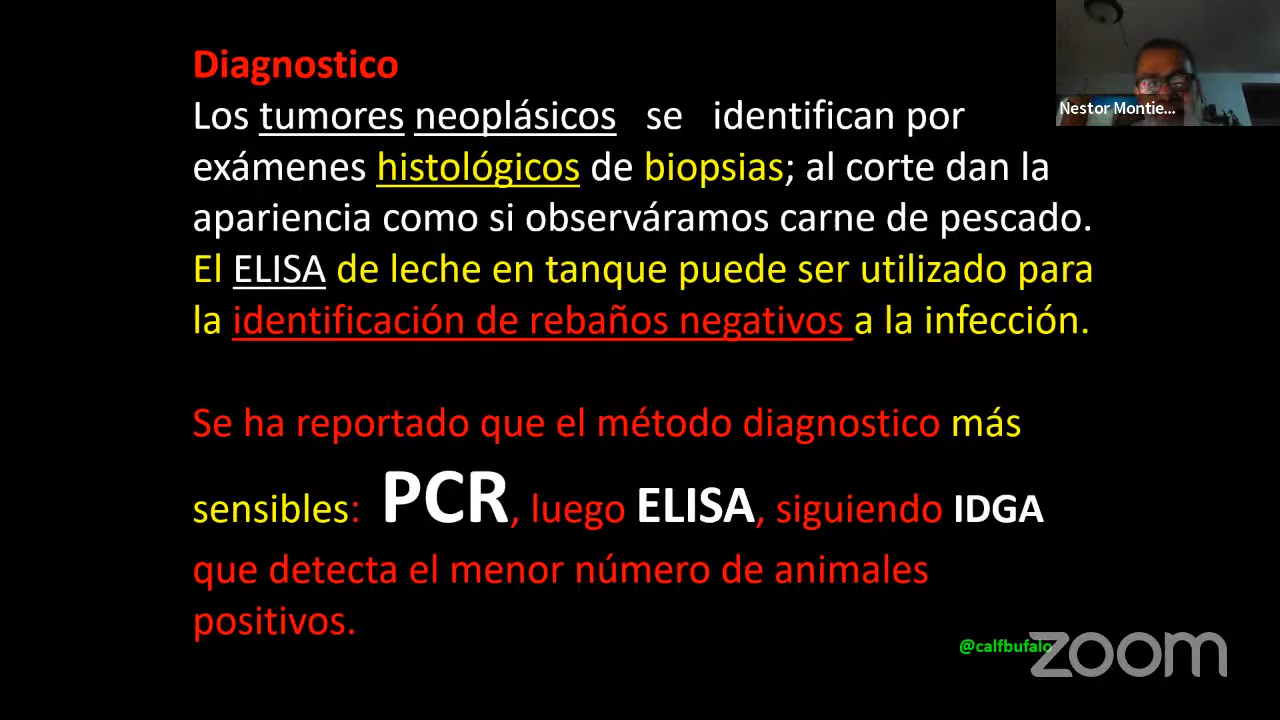 Diagnostico
Nestor Montie...
Los tumores neoplásicos se identifican por
exámenes histológicos de biopsias; al corte dan la
apariencia como si observáramos carne de pescado.
El ELISA de leche en tanque puede ser utilizado para
la identificación de rebaños negativos a la infección.
Se ha reportado que el método diagnostico más
sensibles: PCR, luego ELISA, siguiendo IDGA
que detecta el menor número de animales
positivos.
@calfbufalo
zoom